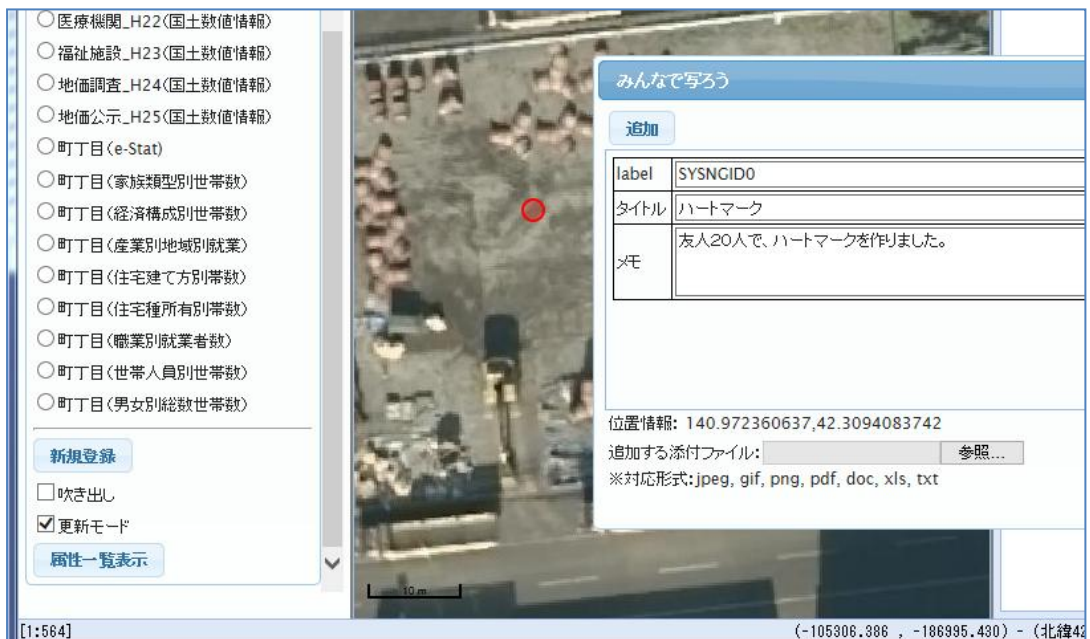 医療機関_H22(国土数値情報)
福祉施設_H23(国土数値情報)
地価調査_H24(国土数値情報)
地価公示_H25(国土数値情報)
町丁目(e-Stat)
町丁目(家族類型別世帯数)
町丁目(経済構成別世帯数)
町丁目(産業別地域別就業)
町丁目(住宅建て方別帯数)
町丁目(住宅種所有別帯数)
町丁目(職業別就業者数)
町丁目(世帯人員別世帯数)
町丁目(男女別総数世帯数)
新規登録
吹き出し
更新モード
属性一覧表示
みんなで写ろう
追加
label SYSNGID0
タイトル ハートマーク
メモ 友人20人で、ハートマークを作りました。
位置情報: 140.972360637,42.3094083742
追加する添付ファイル: 参照...
※対応形式:jpeg, gif, png, pdf, doc, xls, txt
10 m
[1:564] (-105306.386 , -186995.430) - (北緯42